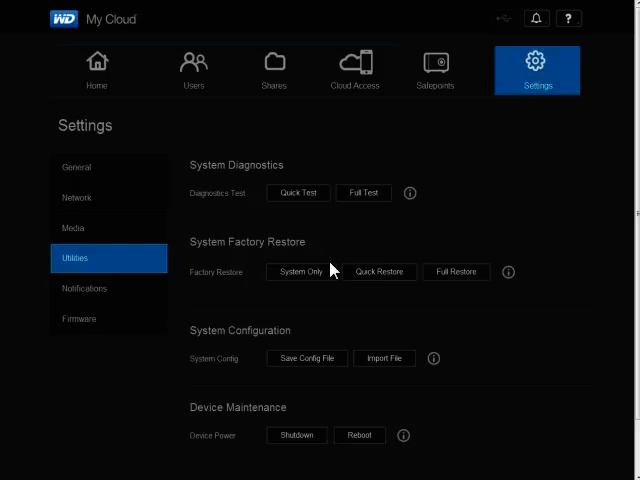 WD My Cloud ?
Home Users Shares Cloud Access Safepoints Settings
Settings
General
Network
Media
Utilities
Notifications
Firmware
System Diagnostics
Diagnostics Test Quick Test Full Test i
System Factory Restore
Factory Restore System Only Quick Restore Full Restore i
System Configuration
System Config Save Config File Import File i
Device Maintenance
Device Power Shutdown Reboot i